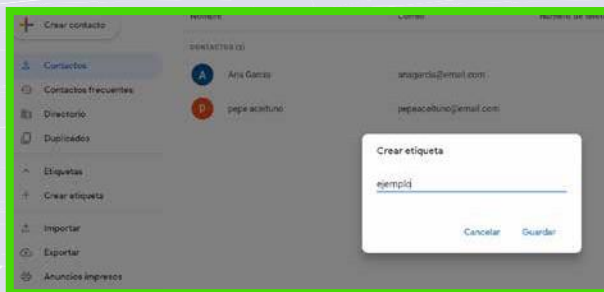 Nombre
Correo
Número de teléf
Crear contacto
CONTACTOS (2)
Contactos
Ana Garcia
anagarcia@email.com
Contactos frecuentes
Directorio
pepe aceituno
pepeaceituno@email.com
Duplicados
Etiquetas
Crear etiqueta
Importar
Exportar
Anuncios impresos
Crear etiqueta
ejemplo
Cancelar
Guardar
A
p